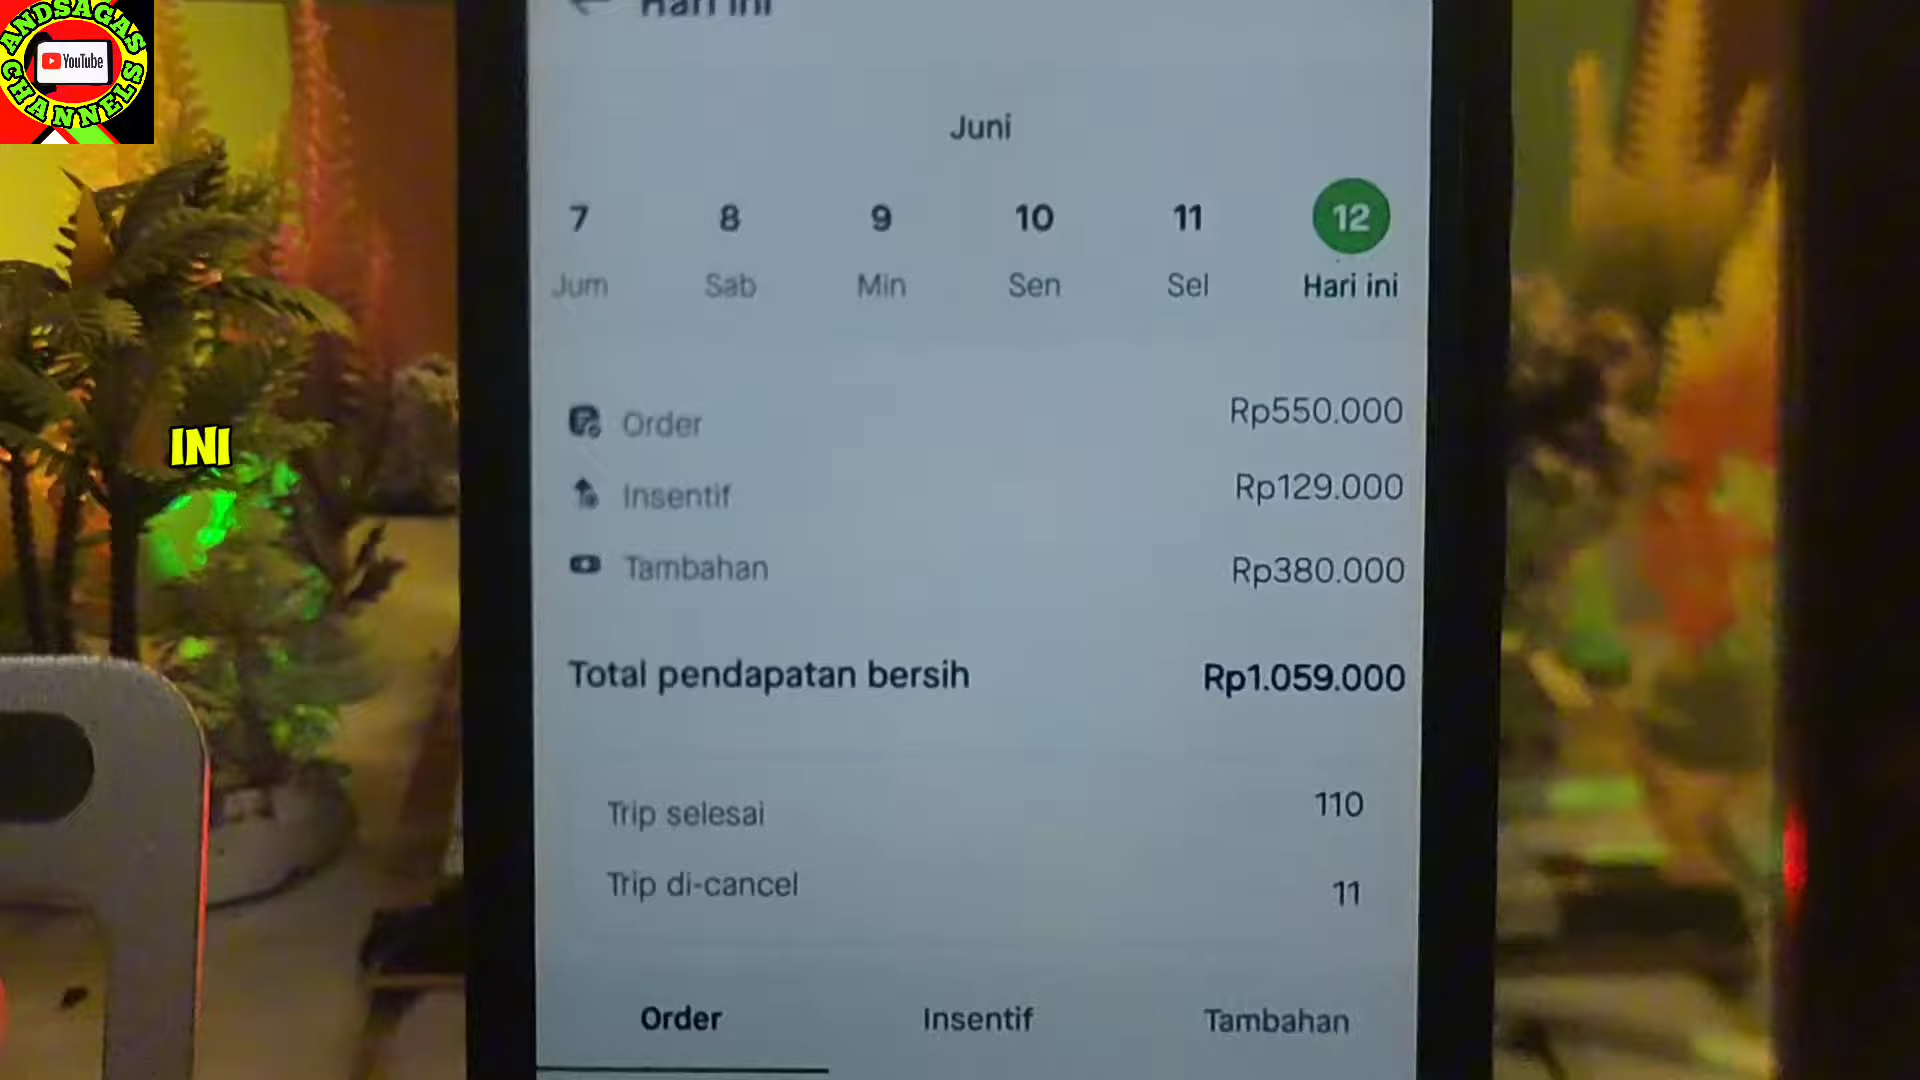 ANDSAGAS
YouTube
CHANNELS
Hari ini
Juni
7 8 9 10 11 12
Jum Sab Min Sen Sel Hari ini
Order Rp550.000
INI
Insentif Rp129.000
Tambahan Rp380.000
Total pendapatan bersih Rp1.059.000
Trip selesai 110
Trip di-cancel 11
Order Insentif Tambahan